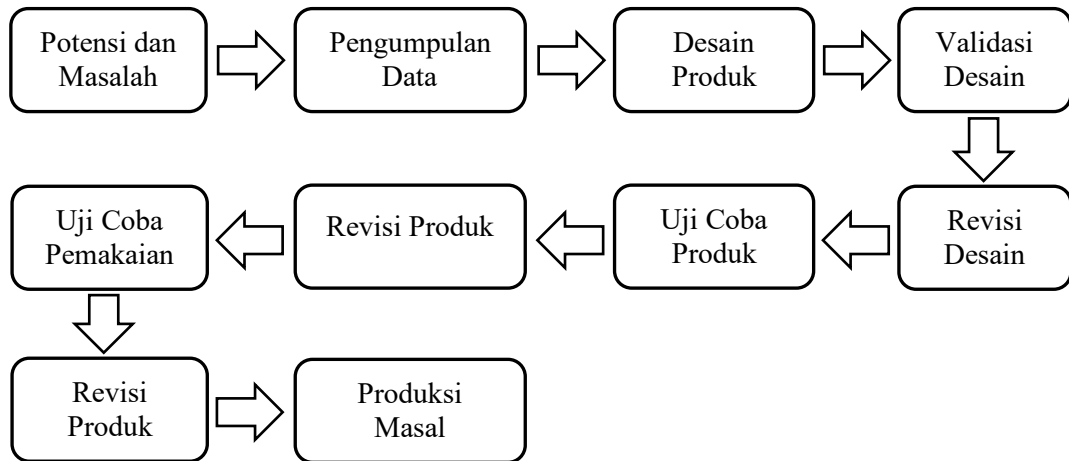 Potensi dan
Masalah
Pengumpulan
Data
Desain
Produk
Validasi
Desain
Revisi
Desain
Uji Coba
Produk
Revisi Produk
Uji Coba
Pemakaian
Revisi
Produk
Produksi
Masal